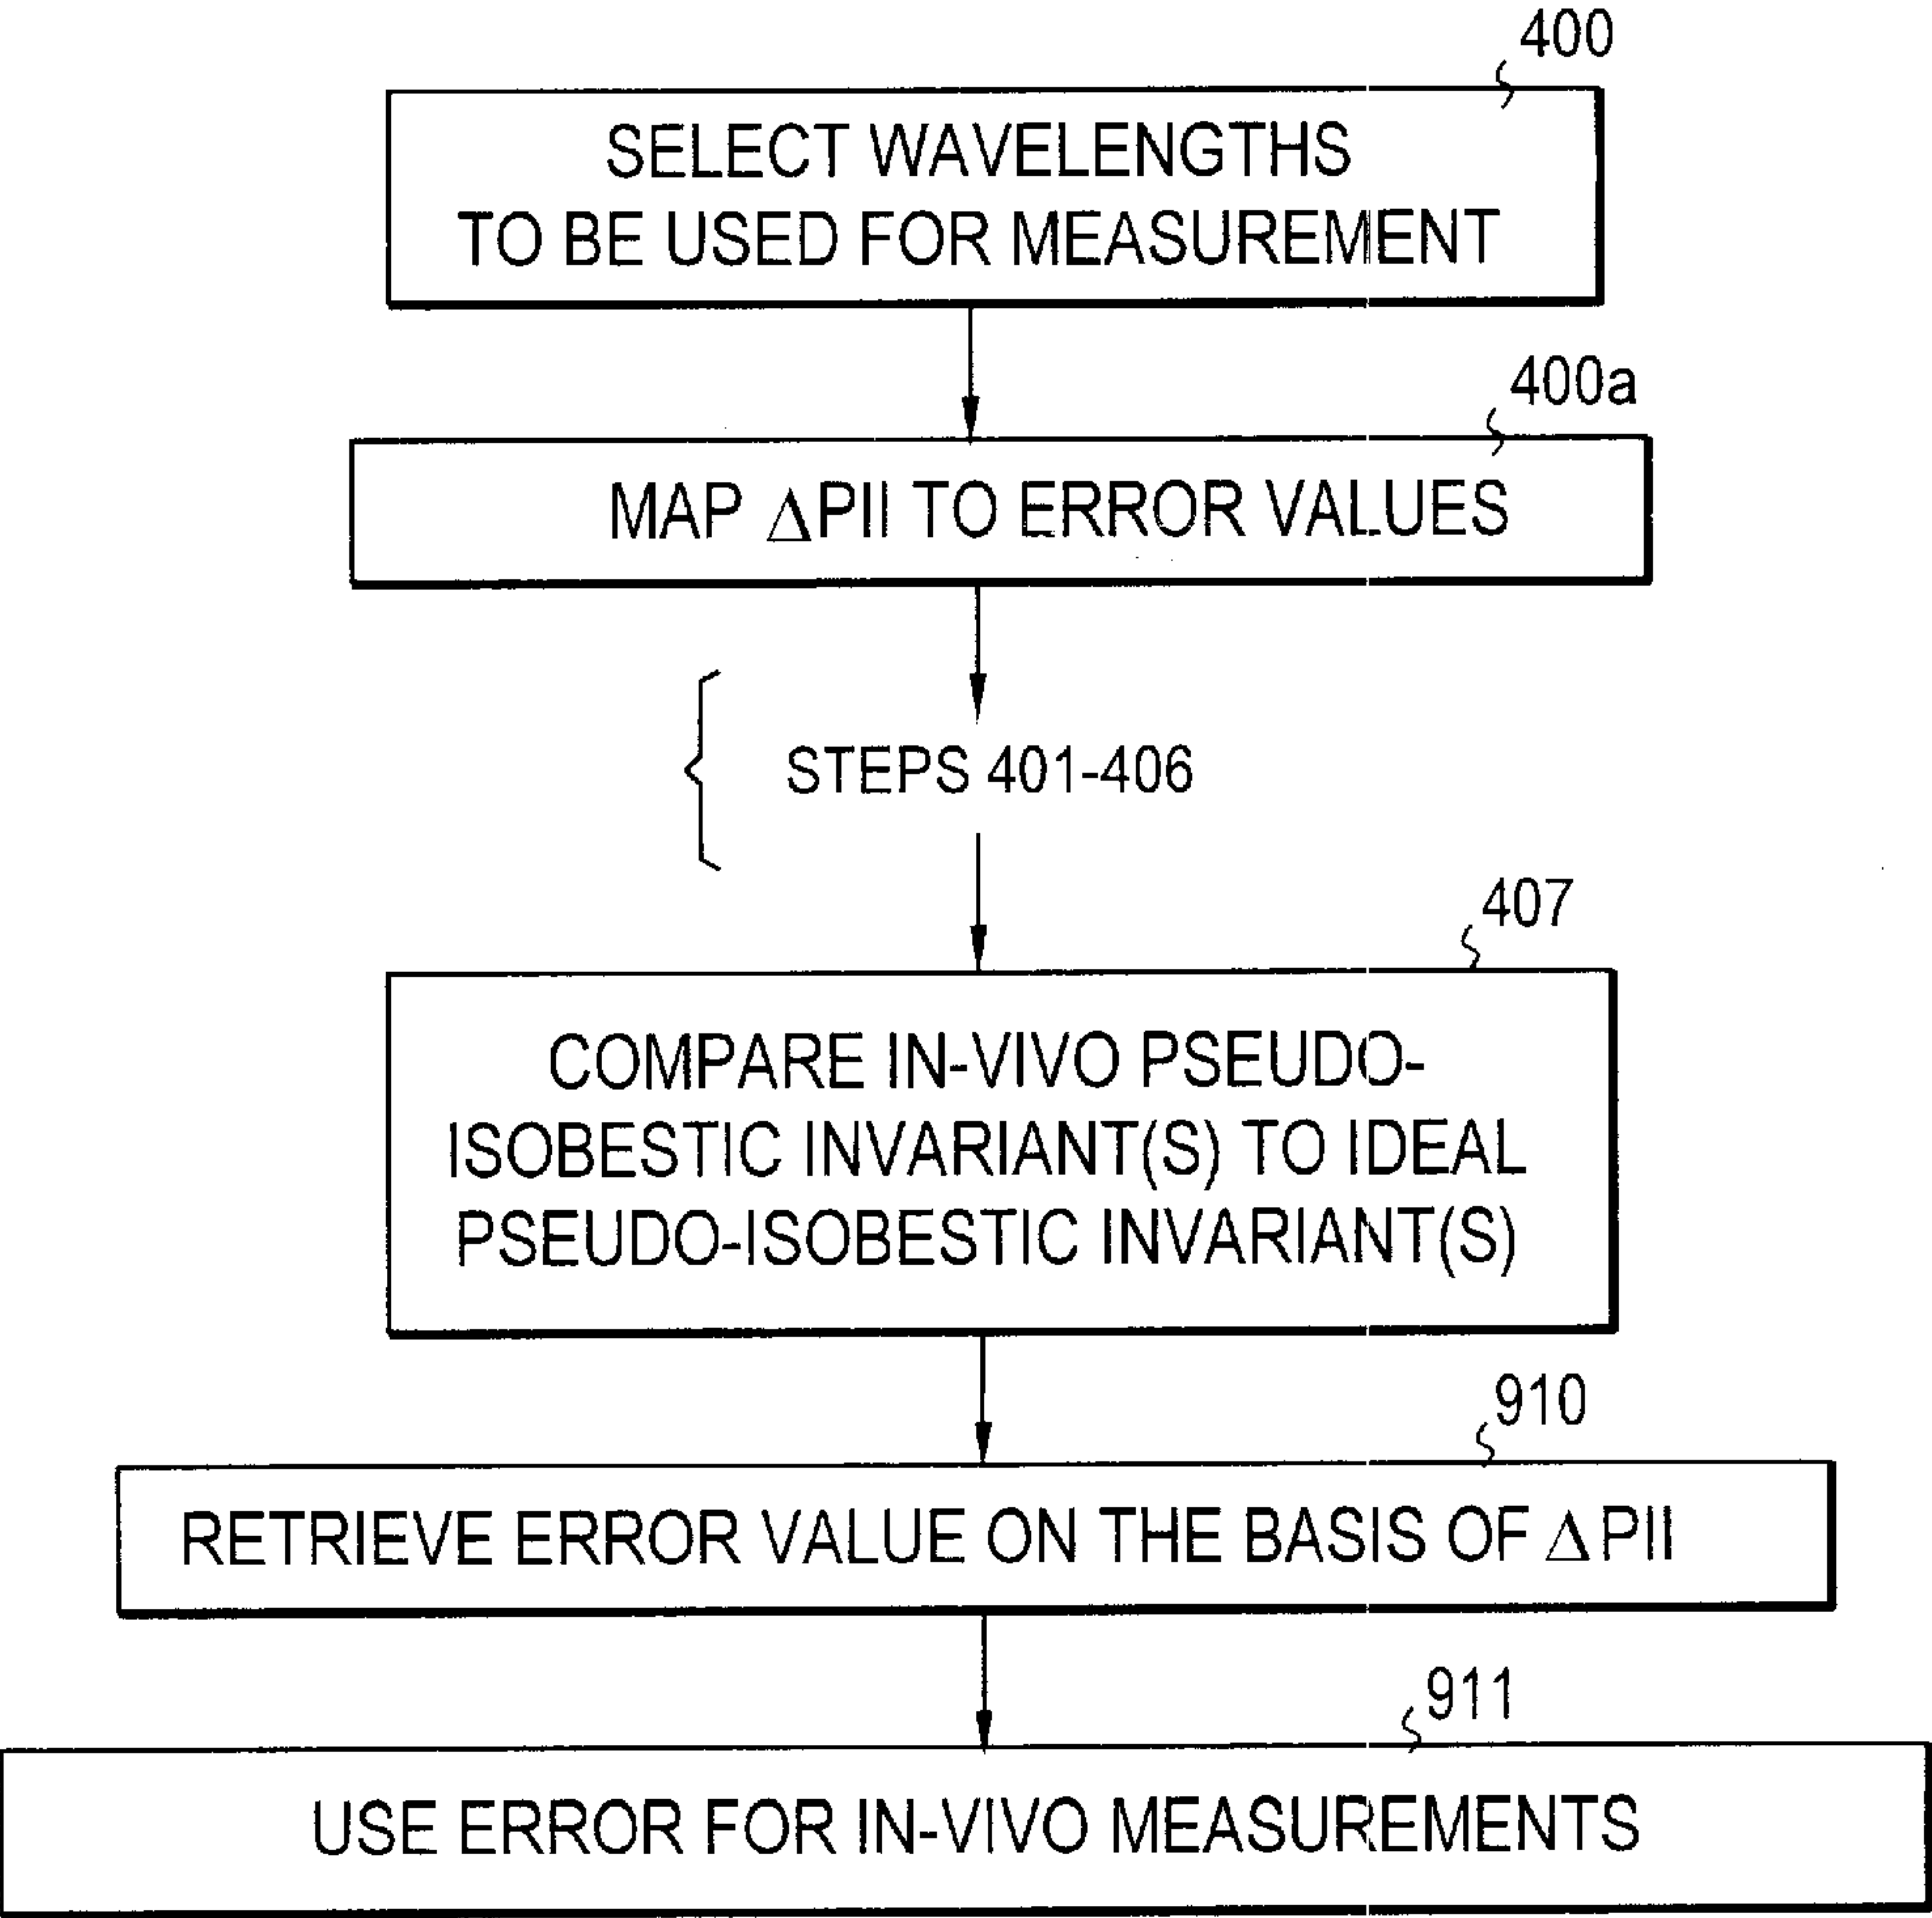 400
SELECT WAVELENGTHS
TO BE USED FOR MEASUREMENT
400a
MAP ΔPII TO ERROR VALUES
STEPS 401-406
407
COMPARE IN-VIVO PSEUDO-
ISOBESTIC INVARIANT(S) TO IDEAL
PSEUDO-ISOBESTIC INVARIANT(S)
910
RETRIEVE ERROR VALUE ON THE BASIS OF ΔPII
911
USE ERROR FOR IN-VIVO MEASUREMENTS